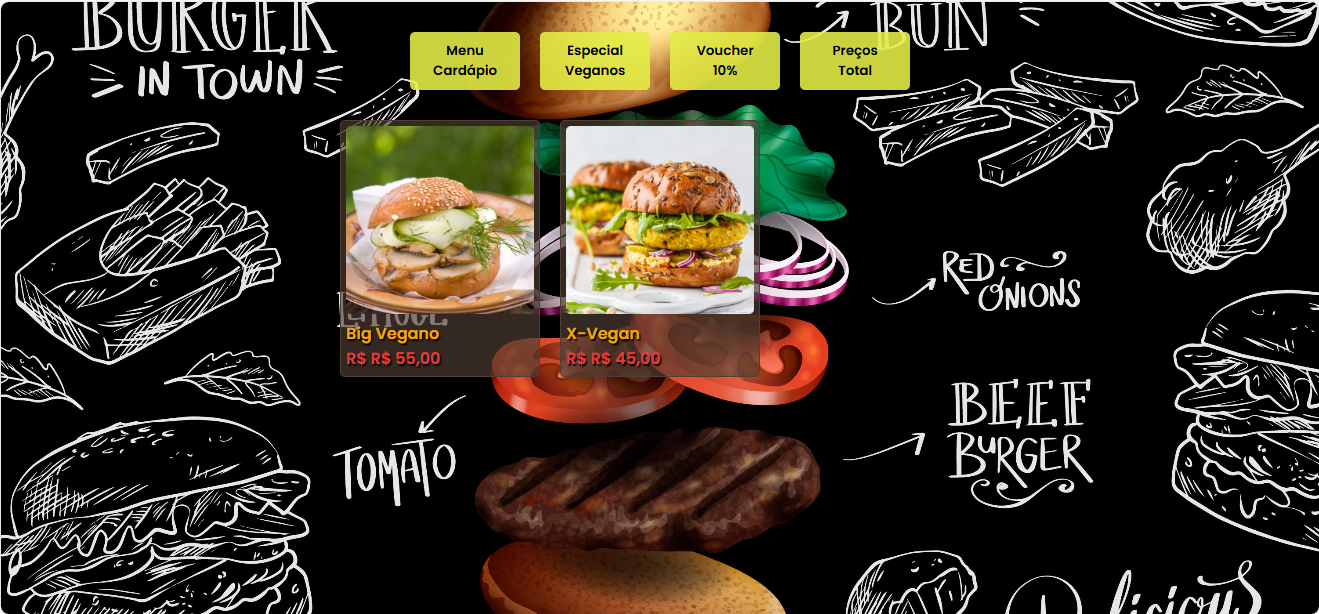 BURGER
IN TOWN
BUN
Menu
Cardápio
Especial
Veganos
Voucher
10%
Preços
Total
RED
ONIONS
Big Vegano
R$ R$ 55,00
X-Vegan
R$ R$ 45,00
BEEF
BURGER
TOMATO
licious